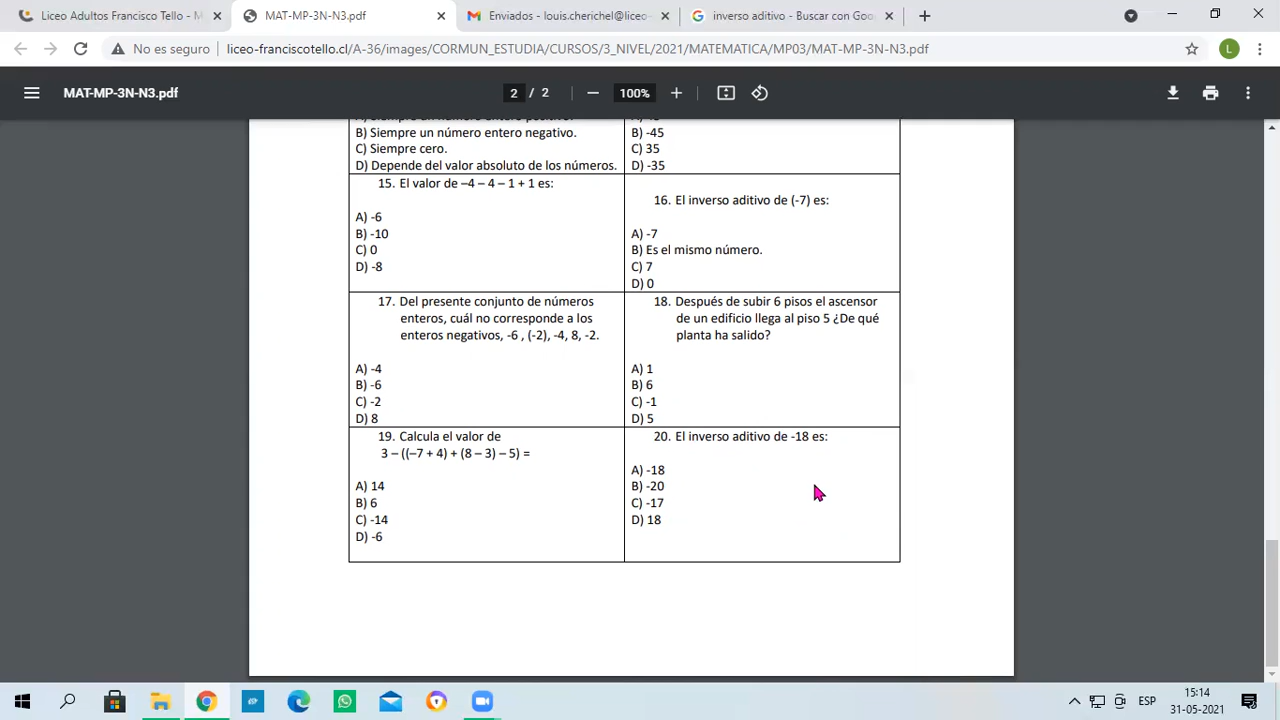 Liceo Adultos Francisco Tello - M
MAT-MP-3N-N3.pdf
Enviados - louis.cherichel@liceo-
inverso aditivo - Buscar con Goo
No es seguro
liceo-franciscotello.cl/A-36/images/CORMUN_ESTUDIA/CURSOS/3_NIVEL/2021/MATEMATICA/MP03/MAT-MP-3N-N3.pdf
L
MAT-MP-3N-N3.pdf
2 / 2
100%
B) Siempre un número entero negativo.
C) Siempre cero.
D) Depende del valor absoluto de los números.
B) -45
C) 35
D) -35
15. El valor de –4 – 4 – 1 + 1 es:
A) -6
B) -10
C) 0
D) -8
16. El inverso aditivo de (-7) es:
A) -7
B) Es el mismo número.
C) 7
D) 0
17. Del presente conjunto de números
enteros, cuál no corresponde a los
enteros negativos, -6 , (-2), -4, 8, -2.
A) -4
B) -6
C) -2
D) 8
18. Después de subir 6 pisos el ascensor
de un edificio llega al piso 5 ¿De qué
planta ha salido?
A) 1
B) 6
C) -1
D) 5
19. Calcula el valor de
3 – ((–7 + 4) + (8 – 3) – 5) =
A) 14
B) 6
C) -14
D) -6
20. El inverso aditivo de -18 es:
A) -18
B) -20
C) -17
D) 18
ESP
15:14
31-05-2021